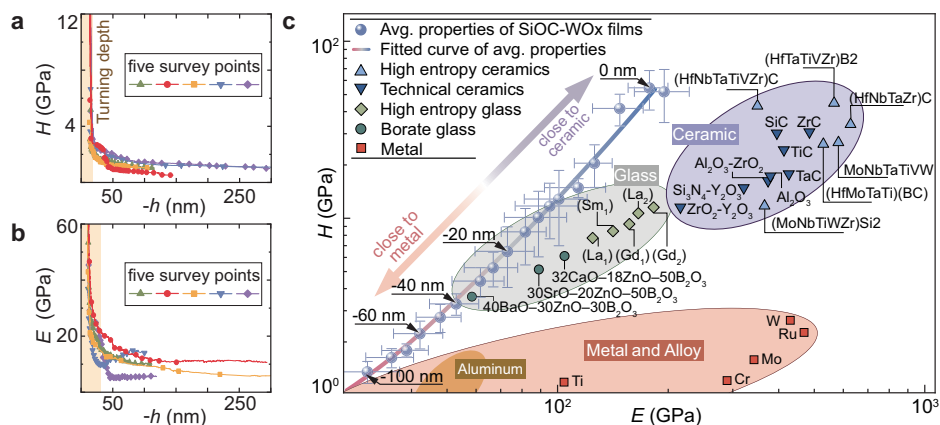 a
12
8
4
H (GPa)
Turning depth
five survey points
50
150
250
-h (nm)
b
60
20
10
E (GPa)
five survey points
50
150
250
-h (nm)
c
10²
10¹
10⁰
H (GPa)
Avg. properties of SiOC-WOx films
Fitted curve of avg. properties
High entropy ceramics
Technical ceramics
High entropy glass
Borate glass
Metal
0 nm
close to ceramic
close to metal
-20 nm
-40 nm
-60 nm
-100 nm
(HfTaTiVZr)B2
(HfNbTaTiVZr)C
(HfNbTaZr)C
Ceramic
SiC
ZrC
TiC
Al₂O₃-ZrO₂
TaC
MoNbTaTiVW
Si₃N₄-Y₂O₃
Al₂O₃
(HfMoTaTi)(BC)
ZrO₂-Y₂O₃
(MoNbTiWZr)Si2
Glass
(La₂)
(Sm₁)
(La₁)
(Gd₁)
(Gd₂)
32CaO–18ZnO–50B₂O₃
30SrO–20ZnO–50B₂O₃
40BaO–30ZnO–30B₂O₃
W
Ru
Metal and Alloy
Mo
Aluminum
Ti
Cr
10²
10³
E (GPa)